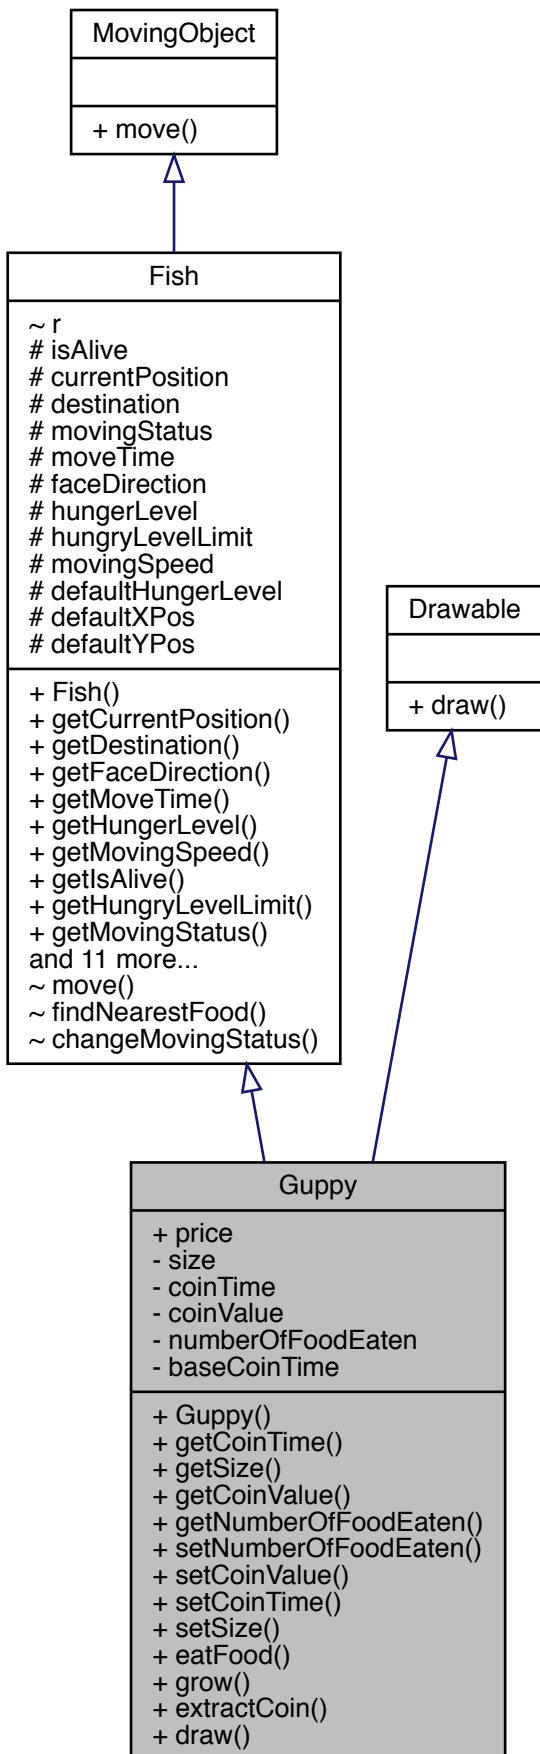 MovingObject
+ move()
Fish
~ r
# isAlive
# currentPosition
# destination
# movingStatus
# moveTime
# faceDirection
# hungerLevel
# hungryLevelLimit
# movingSpeed
# defaultHungerLevel
# defaultXPos
# defaultYPos
+ Fish()
+ getCurrentPosition()
+ getDestination()
+ getFaceDirection()
+ getMoveTime()
+ getHungerLevel()
+ getMovingSpeed()
+ getIsAlive()
+ getHungryLevelLimit()
+ getMovingStatus()
and 11 more...
~ move()
~ findNearestFood()
~ changeMovingStatus()
Drawable
+ draw()
Guppy
+ price
- size
- coinTime
- coinValue
- numberOfFoodEaten
- baseCoinTime
+ Guppy()
+ getCoinTime()
+ getSize()
+ getCoinValue()
+ getNumberOfFoodEaten()
+ setNumberOfFoodEaten()
+ setCoinValue()
+ setCoinTime()
+ setSize()
+ eatFood()
+ grow()
+ extractCoin()
+ draw()